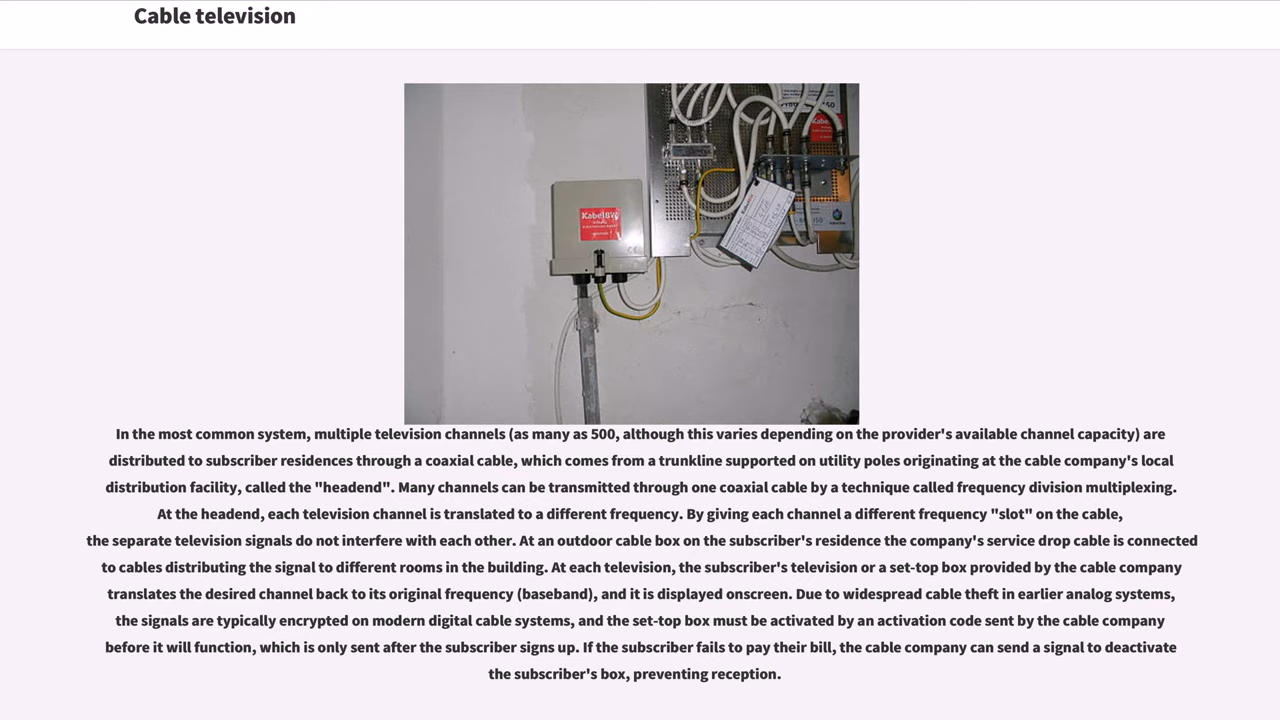 Cable television
KabelBW
In the most common system, multiple television channels (as many as 500, although this varies depending on the provider's available channel capacity) are
distributed to subscriber residences through a coaxial cable, which comes from a trunkline supported on utility poles originating at the cable company's local
distribution facility, called the "headend". Many channels can be transmitted through one coaxial cable by a technique called frequency division multiplexing.
At the headend, each television channel is translated to a different frequency. By giving each channel a different frequency "slot" on the cable,
the separate television signals do not interfere with each other. At an outdoor cable box on the subscriber's residence the company's service drop cable is connected
to cables distributing the signal to different rooms in the building. At each television, the subscriber's television or a set-top box provided by the cable company
translates the desired channel back to its original frequency (baseband), and it is displayed onscreen. Due to widespread cable theft in earlier analog systems,
the signals are typically encrypted on modern digital cable systems, and the set-top box must be activated by an activation code sent by the cable company
before it will function, which is only sent after the subscriber signs up. If the subscriber fails to pay their bill, the cable company can send a signal to deactivate
the subscriber's box, preventing reception.